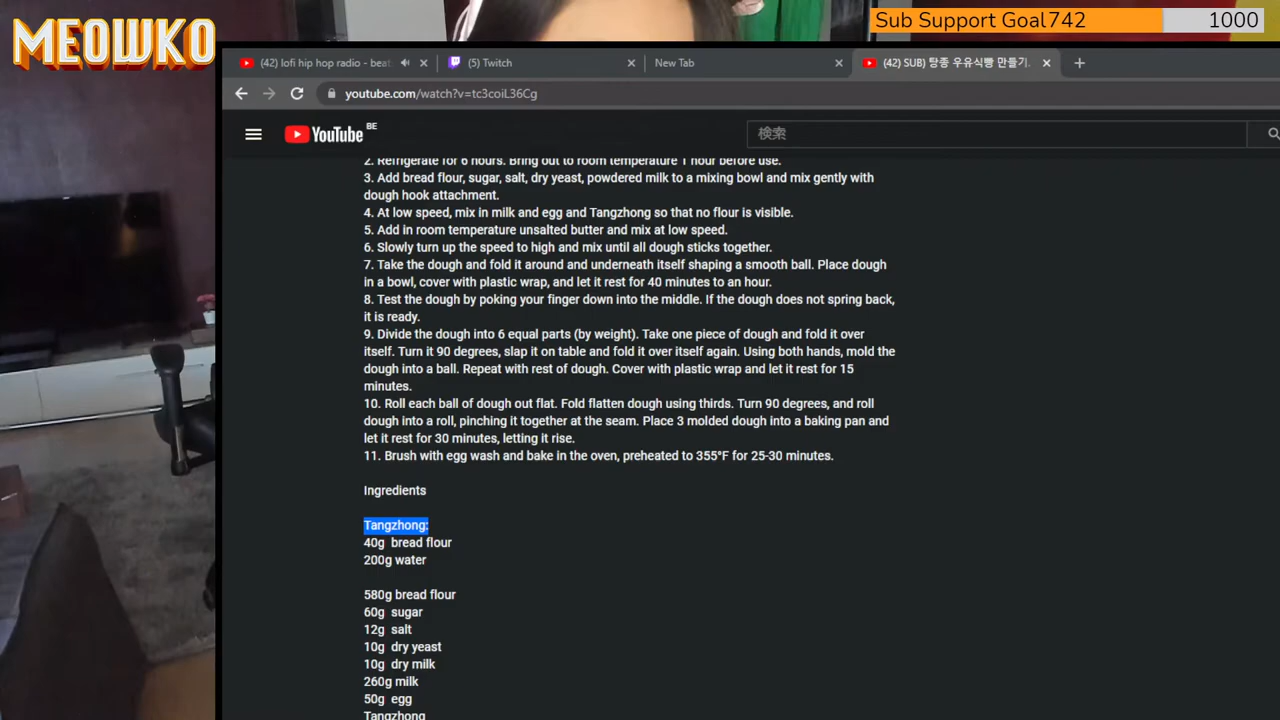 MEOWKO
Sub Support Goal 742 1000
(42) lofi hip hop radio - beat
(5) Twitch
New Tab
(42) SUB) 탕종 우유식빵 만들기.
youtube.com/watch?v=tc3coiL36Cg
YouTube BE
検索
2. Refrigerate for 6 hours. Bring out to room temperature 1 hour before use.
3. Add bread flour, sugar, salt, dry yeast, powdered milk to a mixing bowl and mix gently with
dough hook attachment.
4. At low speed, mix in milk and egg and Tangzhong so that no flour is visible.
5. Add in room temperature unsalted butter and mix at low speed.
6. Slowly turn up the speed to high and mix until all dough sticks together.
7. Take the dough and fold it around and underneath itself shaping a smooth ball. Place dough
in a bowl, cover with plastic wrap, and let it rest for 40 minutes to an hour.
8. Test the dough by poking your finger down into the middle. If the dough does not spring back,
it is ready.
9. Divide the dough into 6 equal parts (by weight). Take one piece of dough and fold it over
itself. Turn it 90 degrees, slap it on table and fold it over itself again. Using both hands, mold the
dough into a ball. Repeat with rest of dough. Cover with plastic wrap and let it rest for 15
minutes.
10. Roll each ball of dough out flat. Fold flatten dough using thirds. Turn 90 degrees, and roll
dough into a roll, pinching it together at the seam. Place 3 molded dough into a baking pan and
let it rest for 30 minutes, letting it rise.
11. Brush with egg wash and bake in the oven, preheated to 355°F for 25-30 minutes.
Ingredients
Tangzhong:
40g bread flour
200g water
580g bread flour
60g sugar
12g salt
10g dry yeast
10g dry milk
260g milk
50g egg
Tangzhong